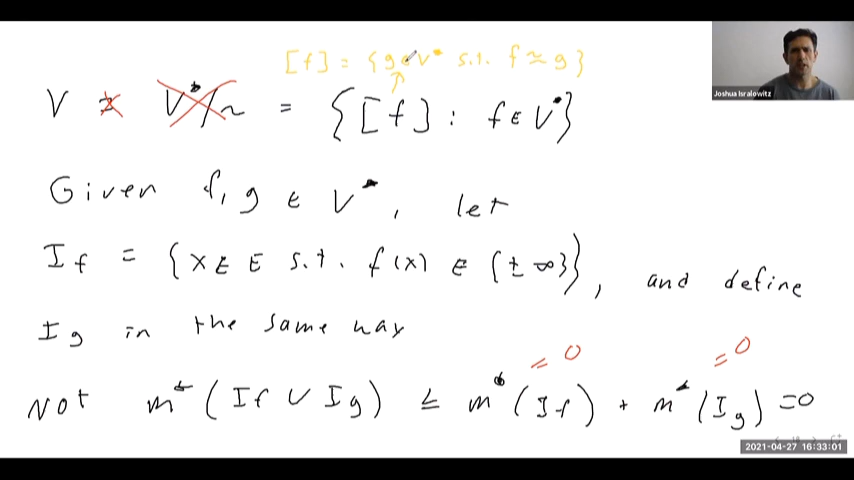 [f] = {g ∈ V* s.t. f ≈ g}
Joshua Isralowitz
V V*/~ = {[f] : f ∈ V*}
Given f, g ∈ V*, let
If = {x ∈ E s.t. f(x) ∈ {±∞}}, and define
Ig in the same way
= 0 = 0
Not m*(If ∪ Ig) ≤ m*(If) + m*(Ig) = 0
2021-04-27 16:33:01